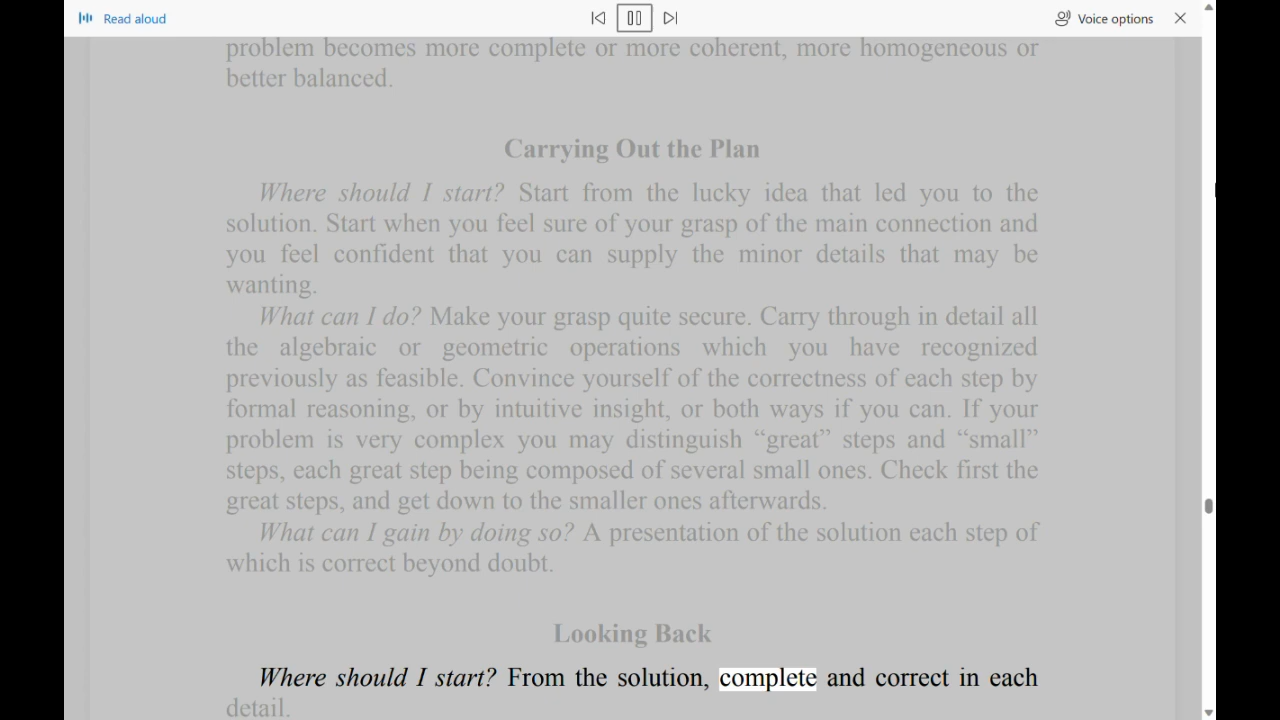 Read aloud
Voice options
problem becomes more complete or more coherent, more homogeneous or
better balanced.
Carrying Out the Plan
Where should I start? Start from the lucky idea that led you to the
solution. Start when you feel sure of your grasp of the main connection and
you feel confident that you can supply the minor details that may be
wanting.
What can I do? Make your grasp quite secure. Carry through in detail all
the algebraic or geometric operations which you have recognized
previously as feasible. Convince yourself of the correctness of each step by
formal reasoning, or by intuitive insight, or both ways if you can. If your
problem is very complex you may distinguish “great” steps and “small”
steps, each great step being composed of several small ones. Check first the
great steps, and get down to the smaller ones afterwards.
What can I gain by doing so? A presentation of the solution each step of
which is correct beyond doubt.
Looking Back
Where should I start? From the solution, complete and correct in each
detail.